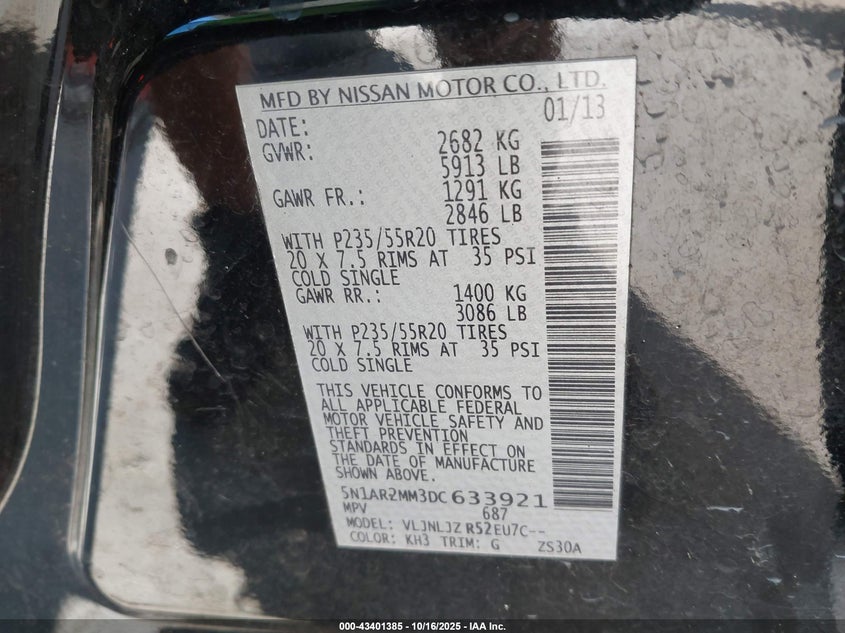 MFD BY NISSAN MOTOR CO., LTD.
DATE: 01/13
GVWR: 2682 KG
5913 LB
GAWR FR.: 1291 KG
2846 LB
WITH P235/55R20 TIRES
20 X 7.5 RIMS AT 35 PSI
COLD SINGLE
GAWR RR.: 1400 KG
3086 LB
WITH P235/55R20 TIRES
20 X 7.5 RIMS AT 35 PSI
COLD SINGLE
THIS VEHICLE CONFORMS TO
ALL APPLICABLE FEDERAL
MOTOR VEHICLE SAFETY AND
THEFT PREVENTION
STANDARDS IN EFFECT ON
THE DATE OF MANUFACTURE
SHOWN ABOVE.
5N1AR2MM3DC633921
MPV 687
MODEL: VLJNLJZ R52EU7C--
COLOR: KH3 TRIM: G ZS30A
000-43401385 - 10/16/2025 - IAA Inc.